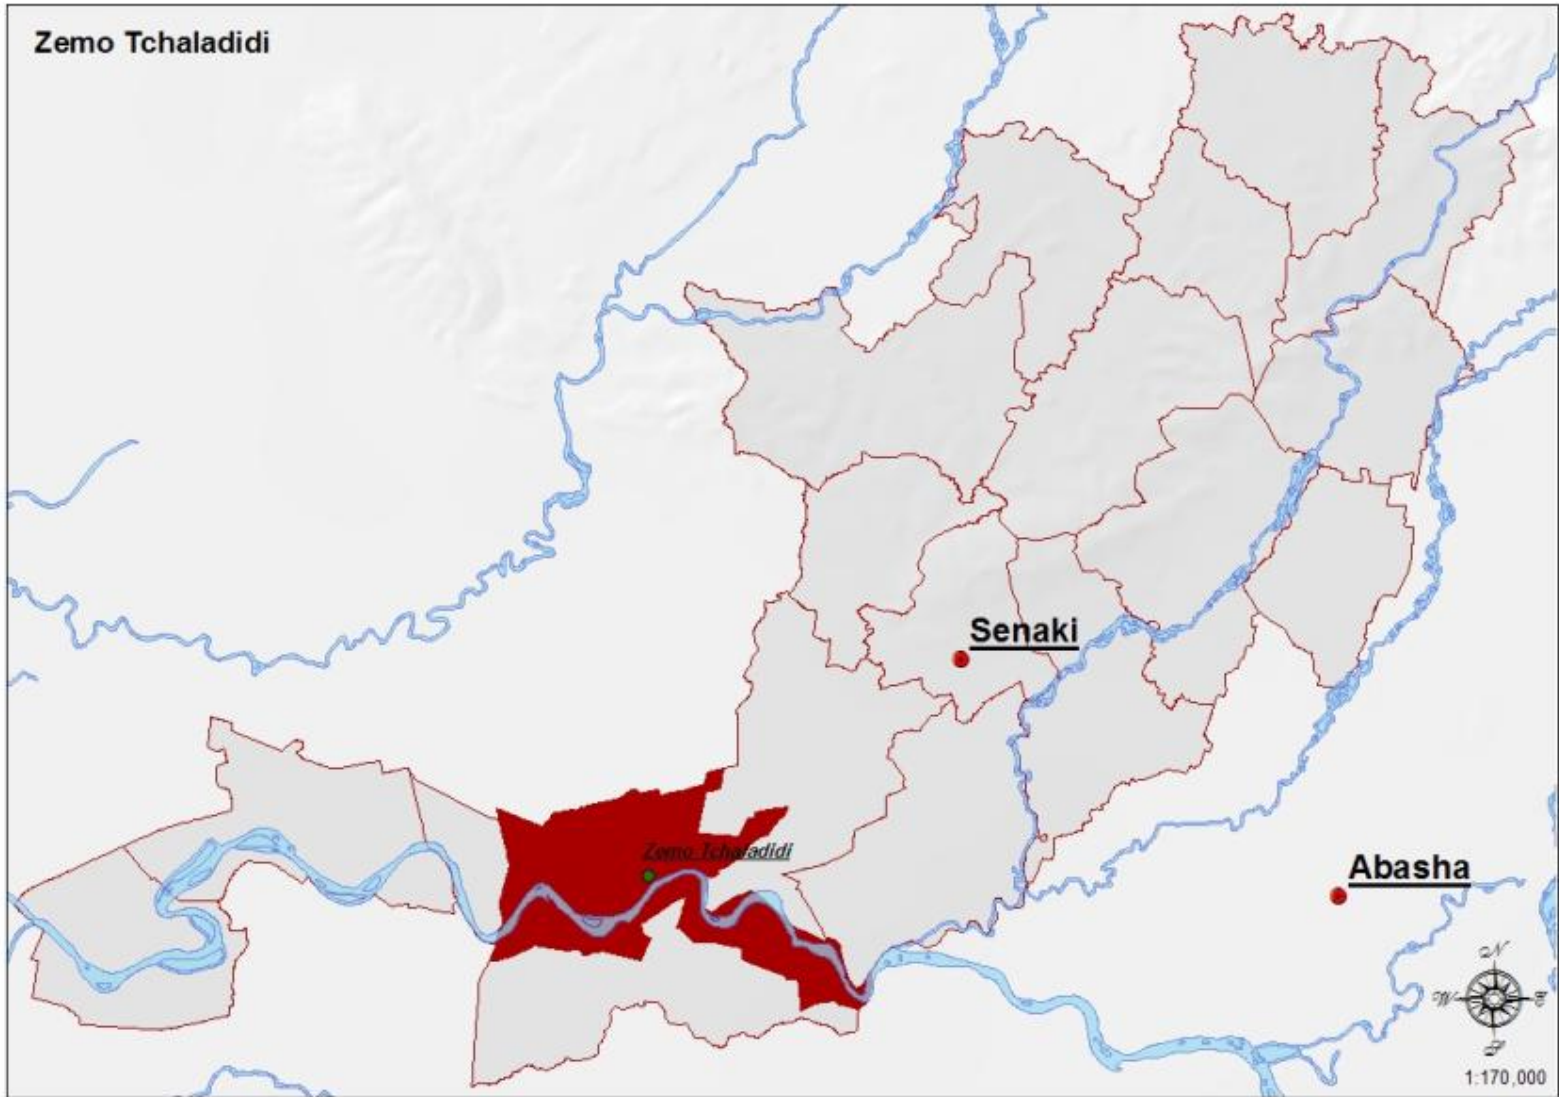 Zemo Tchaladidi
Senaki
Zemo Tchaladidi
Abasha
N
W E
S
1:170,000